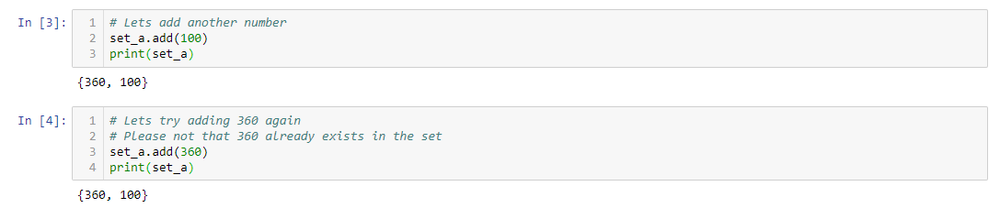 In [3]:
1 # Lets add another number
2 set_a.add(100)
3 print(set_a)
{360, 100}
In [4]:
1 # Lets try adding 360 again
2 # Please not that 360 already exists in the set
3 set_a.add(360)
4 print(set_a)
{360, 100}